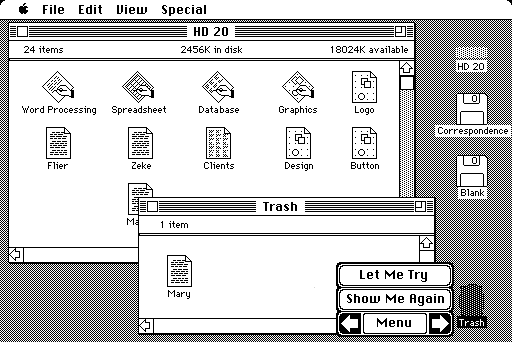 File Edit View Special
HD 20
24 items 2456K in disk 18024K available
Word Processing Spreadsheet Database Graphics Logo
Flier Zeke Clients Design Button
HD 20
Correspondence
Blank
Trash
1 item
Mary
Let Me Try
Show Me Again
Menu
Trash